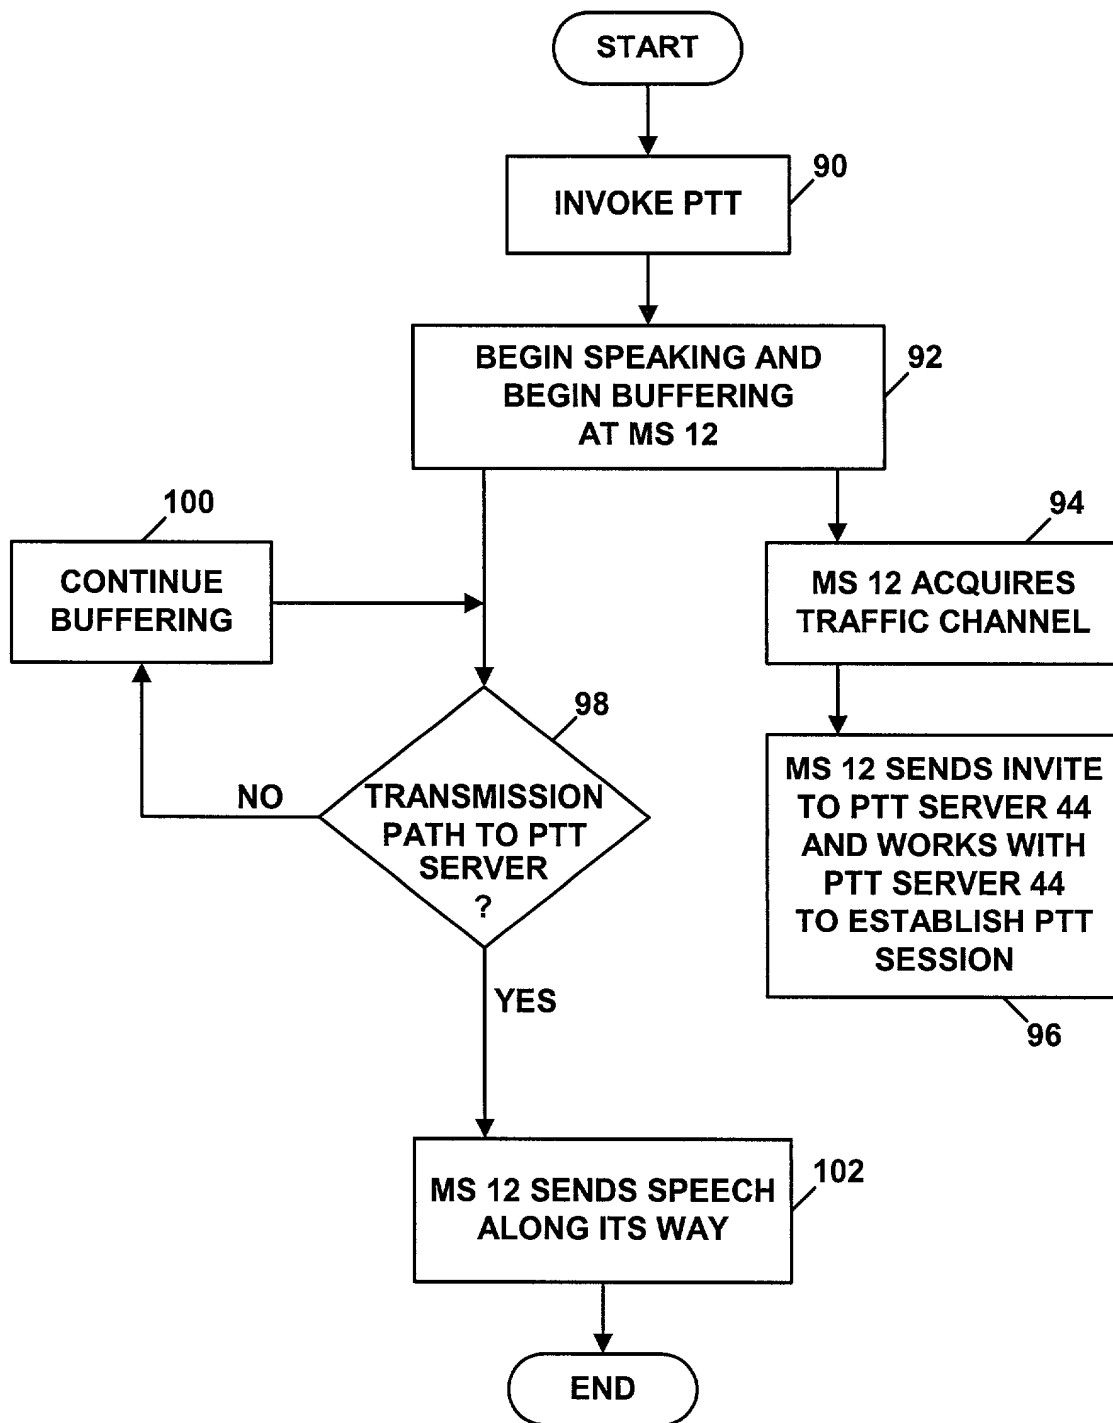 START
90
INVOKE PTT
92
BEGIN SPEAKING AND
BEGIN BUFFERING
AT MS 12
100
CONTINUE
BUFFERING
94
MS 12 ACQUIRES
TRAFFIC CHANNEL
98
TRANSMISSION
PATH TO PTT
SERVER
?
NO
YES
MS 12 SENDS INVITE
TO PTT SERVER 44
AND WORKS WITH
PTT SERVER 44
TO ESTABLISH PTT
SESSION
96
102
MS 12 SENDS SPEECH
ALONG ITS WAY
END